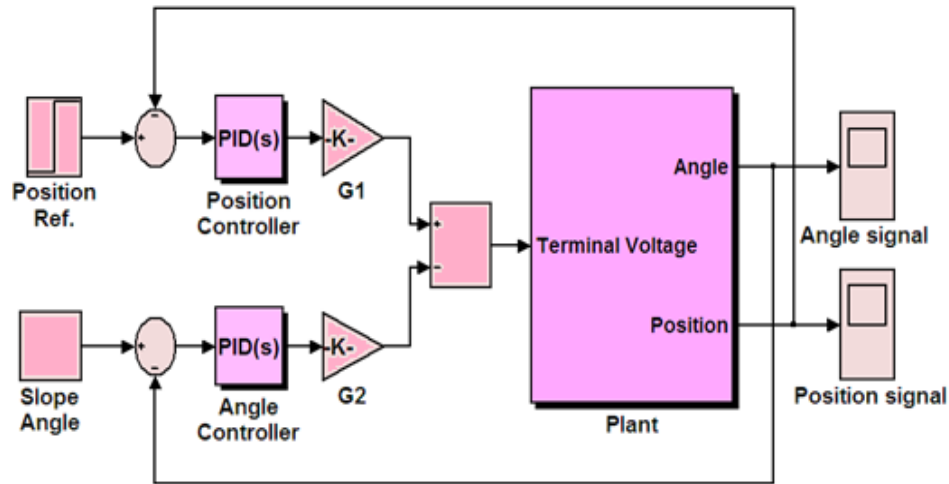 Position
Ref.
+
-
PID(s)
Position
Controller
-K-
G1
Slope
Angle
+
-
PID(s)
Angle
Controller
-K-
G2
+
-
Terminal Voltage
Angle
Position
Plant
Angle signal
Position signal